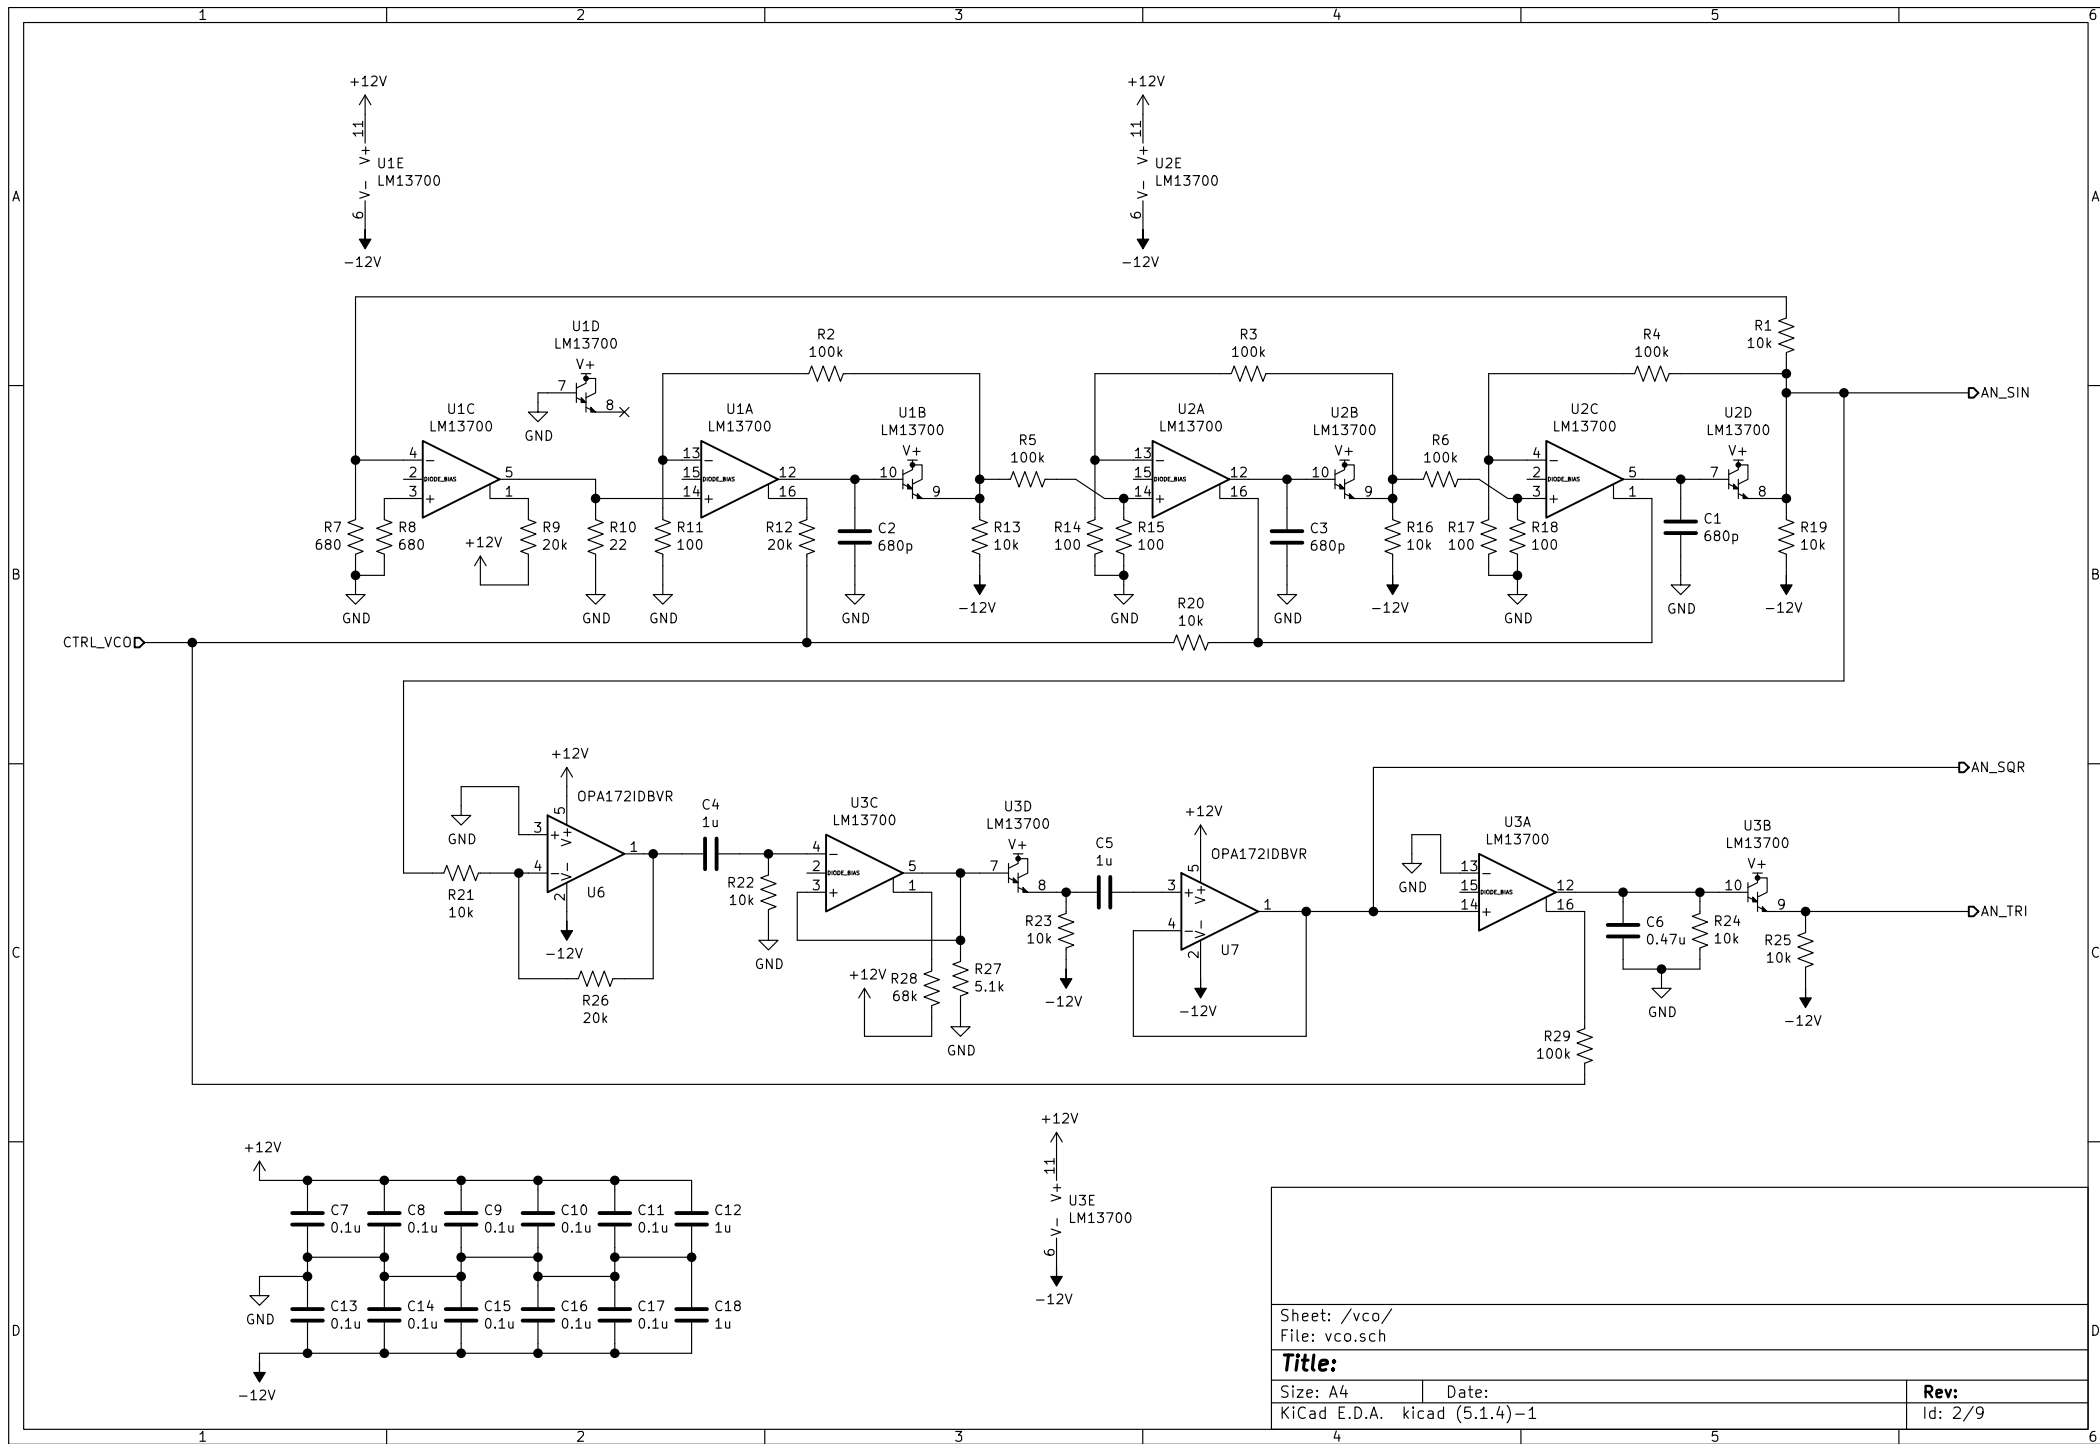 1 2 3 4 5 6
+12V +12V
11 11
V+ V+
U1E U2E
LM13700 LM13700
A A
V- V-
6 6
-12V -12V
U1D R2 R3 R4 R1
LM13700 100k 100k 100k 10k
V+
7
8
GND
AN_SIN
U1C U1A U1B U2A U2B U2C U2D
LM13700 LM13700 LM13700 LM13700 LM13700 LM13700 LM13700
V+ V+ V+
R5 R6
100k 100k
4 − 13 − 13 − 4 −
2 DIODE_BIAS 5 15 DIODE_BIAS 12 10 15 DIODE_BIAS 12 10 2 DIODE_BIAS 5 7
3 + 1 14 + 16 9 14 + 16 9 3 + 1 8
R7 R8 R9 R10 R11 R12 C2 R13 R14 R15 C3 R16 R17 R18 C1 R19
680 680 20k 22 100 20k 680p 10k 100 100 680p 10k 100 100 680p 10k
+12V
B B
GND GND GND GND -12V GND GND -12V GND GND -12V
R20
10k
CTRL_VCO
+12V
AN_SQR
OPA172IDBVR
5
GND
3 + V+
4 − V- 1
2
U6
R21
10k
-12V
R26
20k
C4
1u
R22
10k
GND
U3C
LM13700
4 −
2 DIODE_BIAS 5
3 + 1
+12V
R28
68k
R27
5.1k
GND
U3D
LM13700
V+
7
8
R23
10k
-12V
C5
1u
+12V
OPA172IDBVR
5
3 + V+
4 − V- 1
2
U7
-12V
GND
U3A
LM13700
13 −
15 DIODE_BIAS 12
14 + 16
R29
100k
C6
0.47u
R24
10k
GND
U3B
LM13700
V+
10
9
R25
10k
-12V
AN_TRI
C C
+12V
C7 C8 C9 C10 C11 C12
0.1u 0.1u 0.1u 0.1u 0.1u 1u
GND
C13 C14 C15 C16 C17 C18
0.1u 0.1u 0.1u 0.1u 0.1u 1u
-12V
+12V
11
V+
U3E
LM13700
V-
6
-12V
D D
Sheet: /vco/
File: vco.sch
Title:
Size: A4 Date: Rev:
KiCad E.D.A. kicad (5.1.4)-1 Id: 2/9
1 2 3 4 5 6